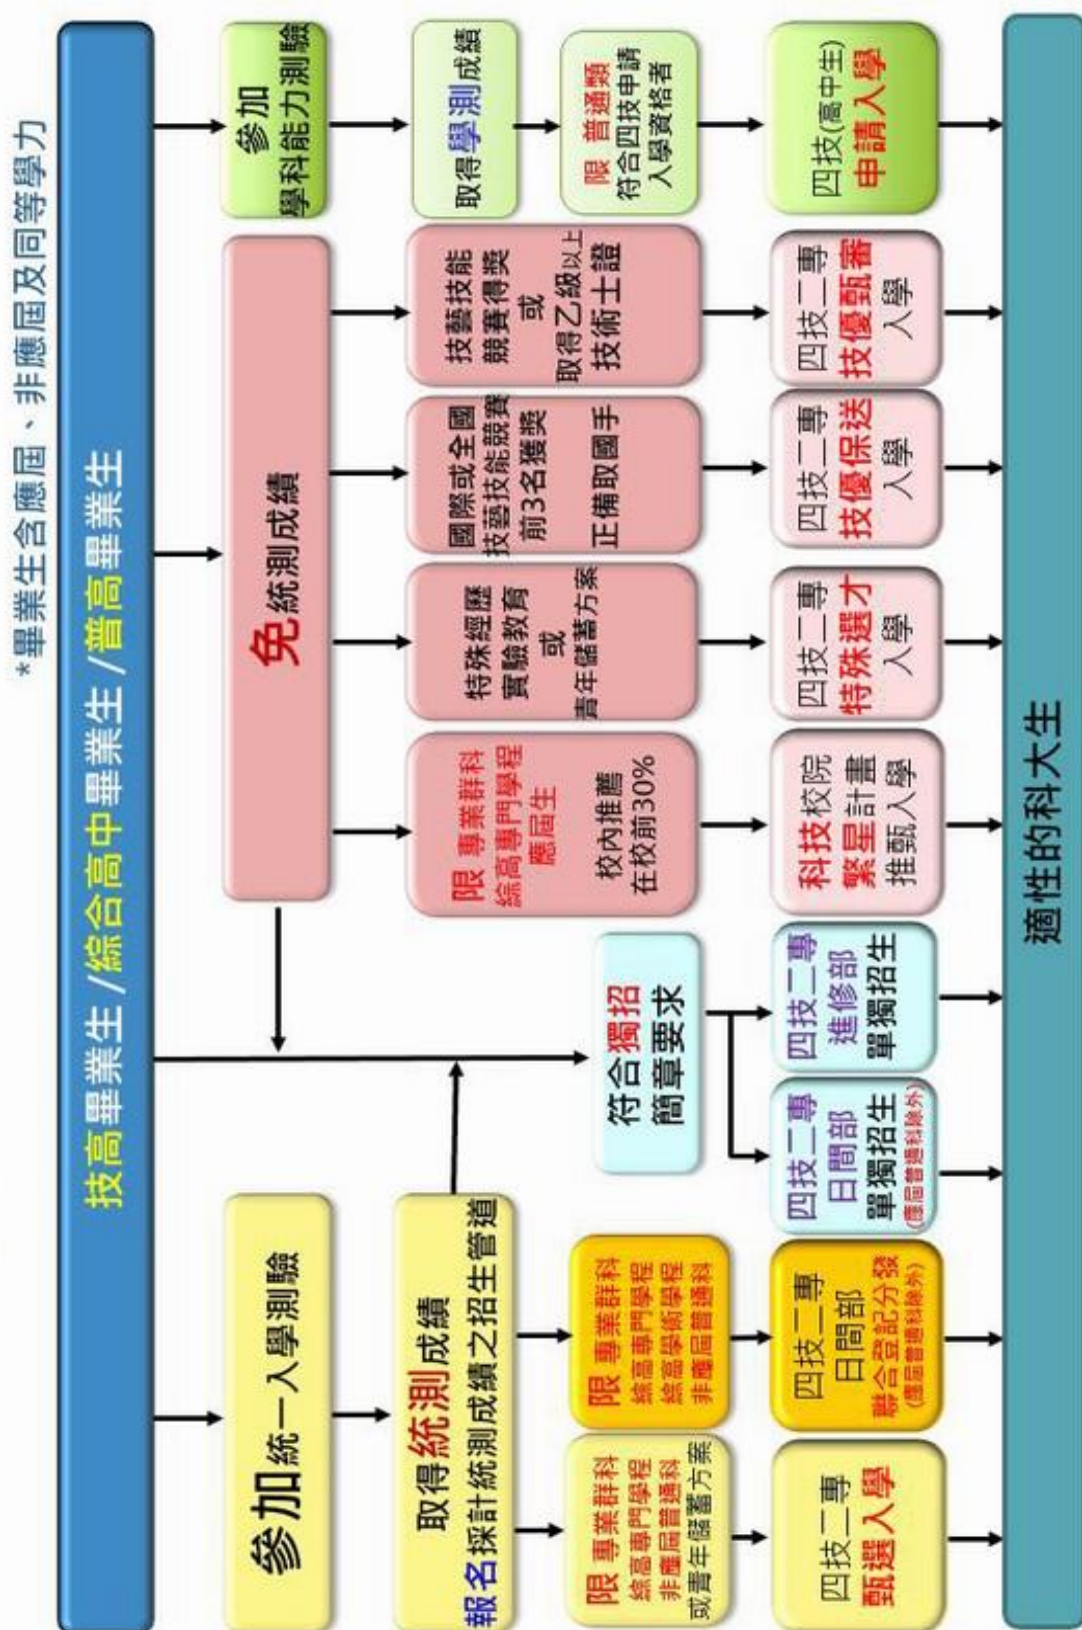 *畢業生含應屆、非應屆及同等學力
技高畢業生/綜合高中畢業生/普高畢業生
參加統一入學測驗
取得統測成績
報名採計統測成績之招生管道
限 專業群科
綜高專門學程
非應屆普通科
或青年儲蓄方案
四技二專
甄選入學
限 專業群科
綜高專門學程
綜高學術學程
非應屆普通科
四技二專
日間部
聯合登記分發
(應屆普通科除外)
符合獨招
簡章要求
四技二專
日間部
單獨招生
(應屆普通科除外)
四技二專
進修部
單獨招生
免統測成績
限 專業群科
綜高專門學程
應屆生
校內推薦
在校前30%
科技校院
繁星計畫
推甄入學
特殊經歷
實驗教育
或
青年儲蓄方案
四技二專
特殊選才
入學
國際或全國
技藝技能競賽
前3名獲獎
正備取國手
四技二專
技優保送
入學
技藝技能
競賽得獎
或
取得乙級以上
技術士證
四技二專
技優甄審
入學
參加
學科能力測驗
取得學測成績
限 普通類
符合四技申請
入學資格者
四技(高中生)
申請入學
適性的科大生